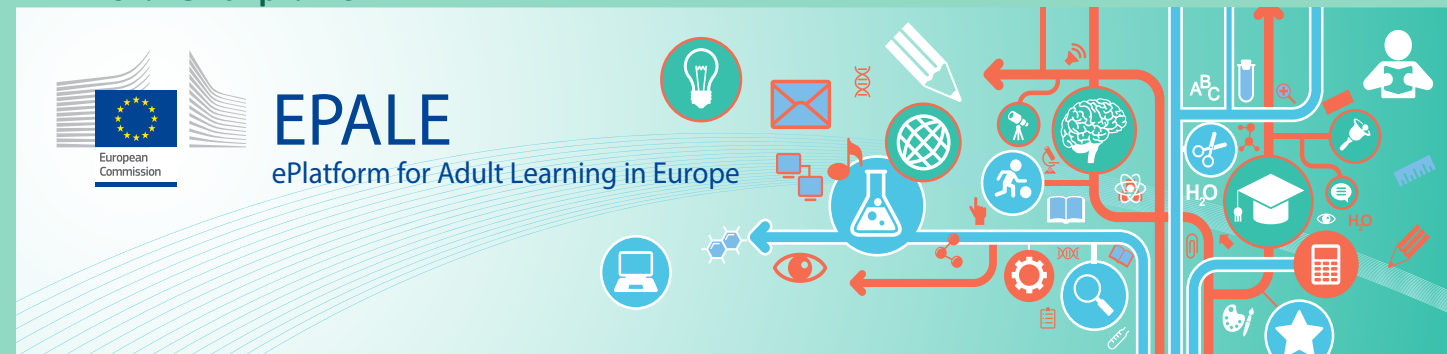 EPALE
ePlatform for Adult Learning in Europe
European
Commission
ABC
H2O
H2O